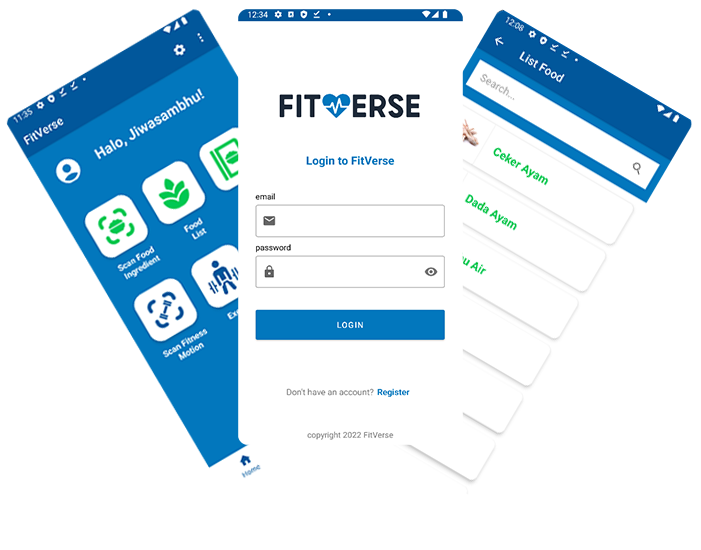 11:35
FitVerse
Halo, Jiwasambhu!
Scan Food
Ingredient
Food
List
Scan Fitness
Motion
Home
12:34
FITVERSE
Login to FitVerse
email
password
LOGIN
Don't have an account? Register
copyright 2022 FitVerse
12:08
List Food
Search...
Ceker Ayam
Dada Ayam
Air